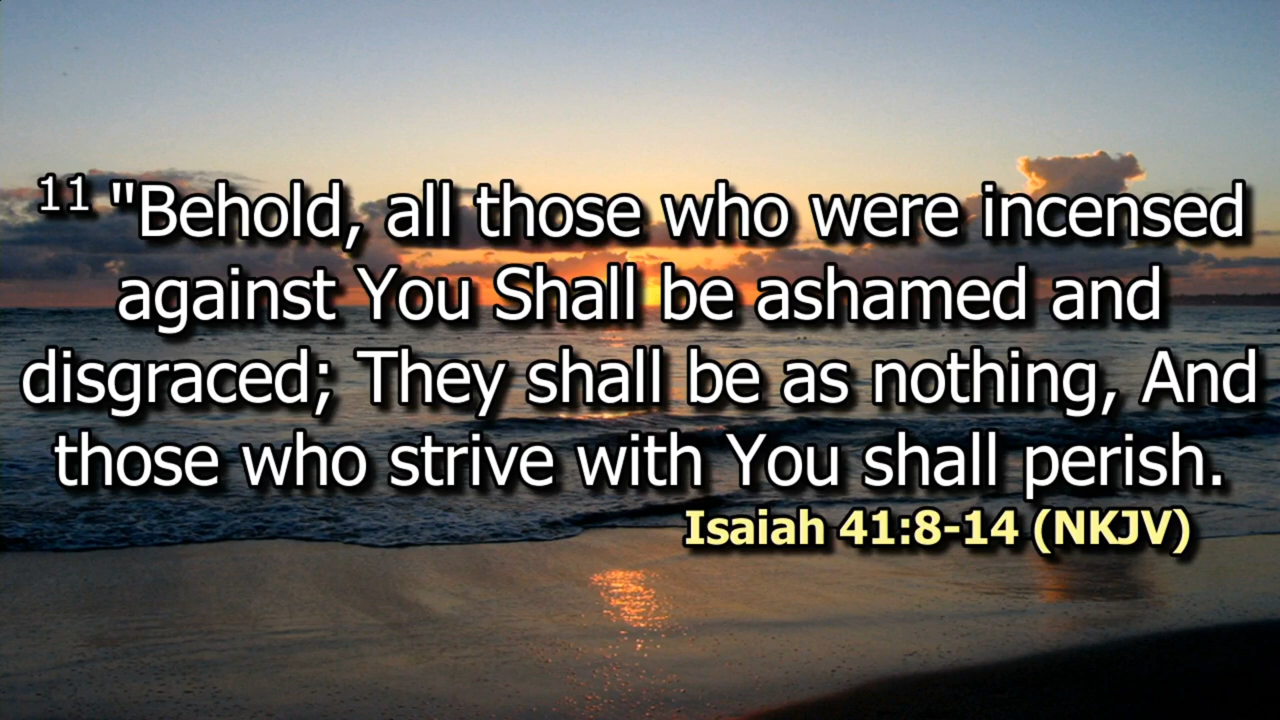 11 "Behold, all those who were incensed
against You Shall be ashamed and
disgraced; They shall be as nothing, And
those who strive with You shall perish.
Isaiah 41:8-14 (NKJV)